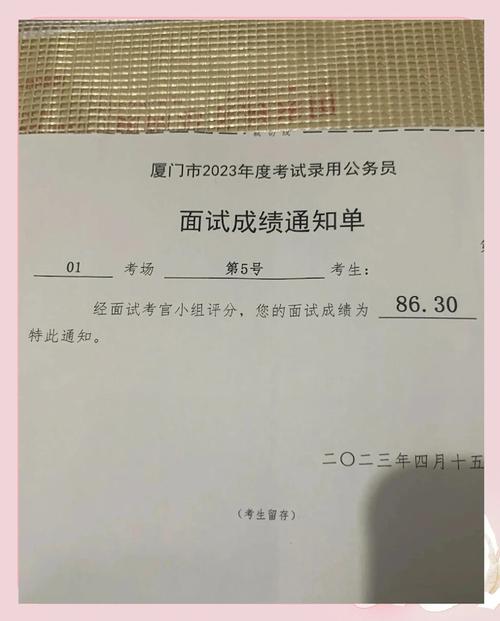 裁切线
厦门市2023年度考试录用公务员
面试成绩通知单
01 考场 第5号 考生:
经面试考官小组评分,您的面试成绩为 86.30
特此通知。
二〇二三年四月十五
(考生留存)